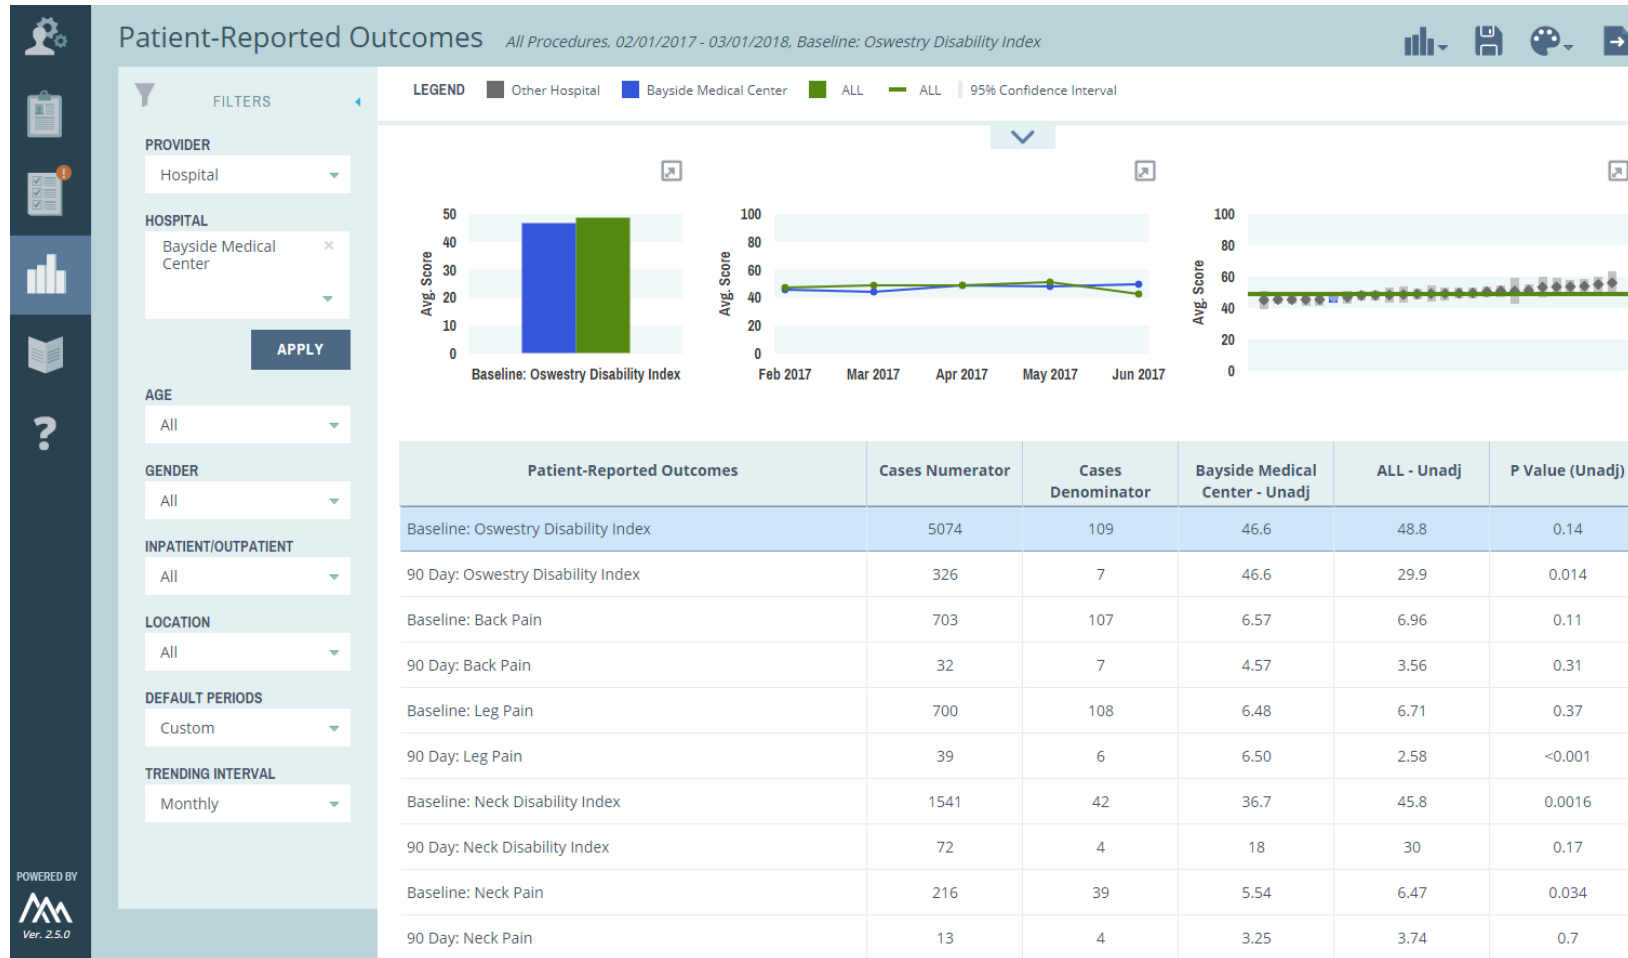 Patient-Reported Outcomes All Procedures, 02/01/2017 - 03/01/2018, Baseline: Oswestry Disability Index
FILTERS
PROVIDER
Hospital
HOSPITAL
Bayside Medical
Center
APPLY
AGE
All
GENDER
All
INPATIENT/OUTPATIENT
All
LOCATION
All
DEFAULT PERIODS
Custom
TRENDING INTERVAL
Monthly
POWERED BY
Ver. 2.5.0
LEGEND Other Hospital Bayside Medical Center ALL ALL 95% Confidence Interval
Avg. Score
50
40
30
20
10
0
Baseline: Oswestry Disability Index
Avg. Score
100
80
60
40
20
0
Feb 2017 Mar 2017 Apr 2017 May 2017 Jun 2017
Avg. Score
100
80
60
40
20
0
Patient-Reported Outcomes Cases Numerator Cases Denominator Bayside Medical Center - Unadj ALL - Unadj P Value (Unadj)
Baseline: Oswestry Disability Index 5074 109 46.6 48.8 0.14
90 Day: Oswestry Disability Index 326 7 46.6 29.9 0.014
Baseline: Back Pain 703 107 6.57 6.96 0.11
90 Day: Back Pain 32 7 4.57 3.56 0.31
Baseline: Leg Pain 700 108 6.48 6.71 0.37
90 Day: Leg Pain 39 6 6.50 2.58 <0.001
Baseline: Neck Disability Index 1541 42 36.7 45.8 0.0016
90 Day: Neck Disability Index 72 4 18 30 0.17
Baseline: Neck Pain 216 39 5.54 6.47 0.034
90 Day: Neck Pain 13 4 3.25 3.74 0.7